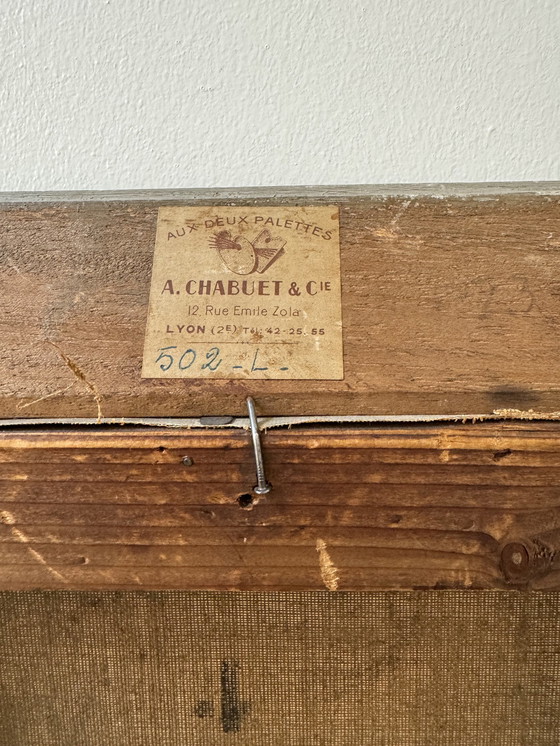 AUX DEUX PALETTES
A. CHABUET & CIE
12, Rue Emile Zola
LYON (2E) Tél: 42-25.55
502-L-